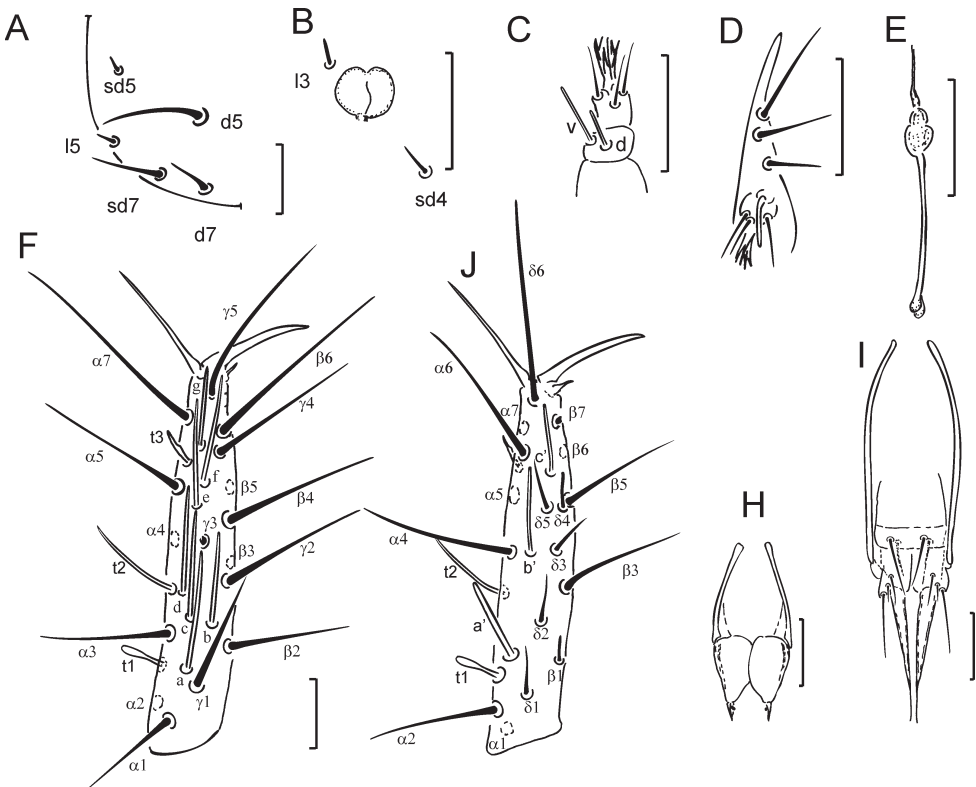 A
sd5
d5
l5
sd7
d7
B
l3
sd4
C
v
d
D
E
F
γ5
α7
g
β6
γ4
t3
α5
f
e
β5
β4
α4
γ3
γ2
t2
β3
d
c
b
α3
β2
t1
a
α2
γ1
α1
J
δ6
α6
α7
β7
c'
β6
α5
β5
δ5
δ4
α4
b'
δ3
t2
β3
a'
δ2
t1
β1
δ1
α2
α1
H
I